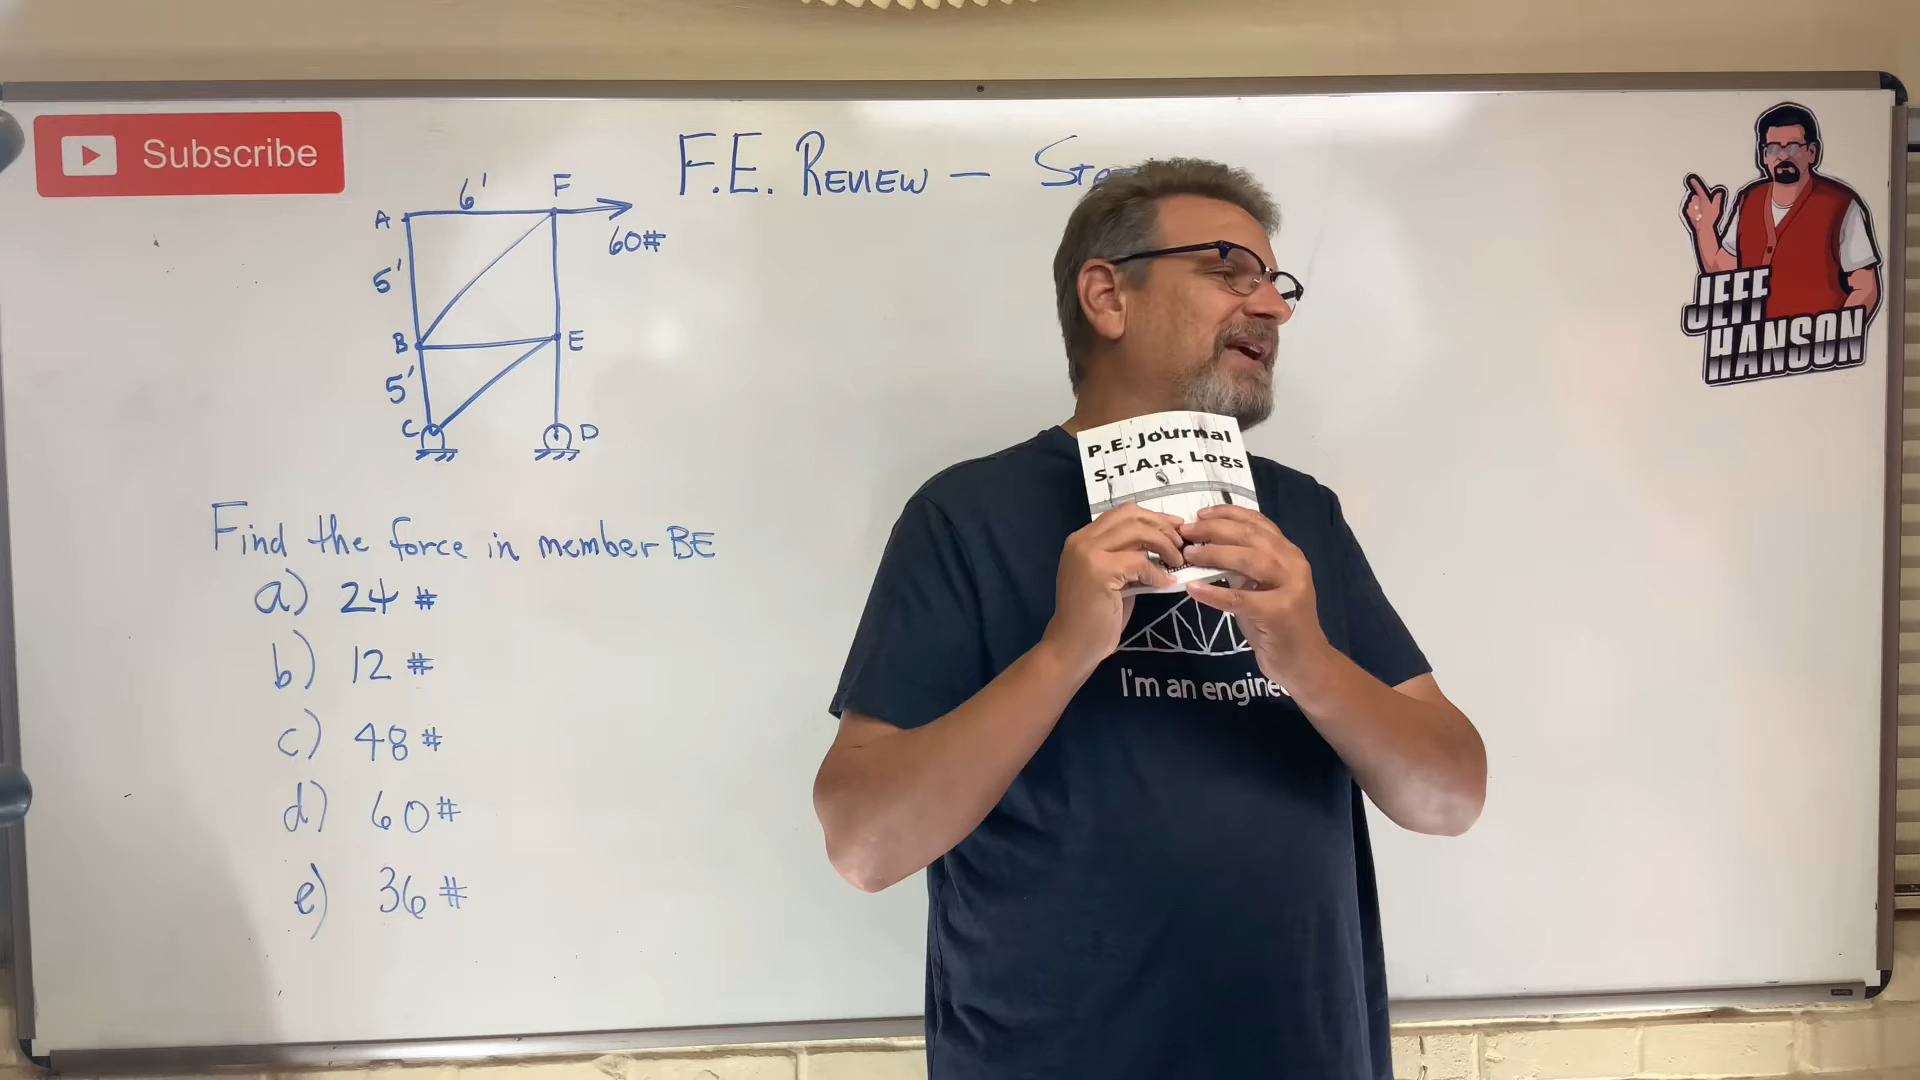 Subscribe
F.E. REVIEW —
6'
A
F
60#
5'
B
E
5'
C
D
Find the force in member BE
a) 24 #
b) 12 #
c) 48 #
d) 60 #
e) 36 #
P.E. Journal
S.T.A.R. Logs
I'm an engine
JEFF
HANSON